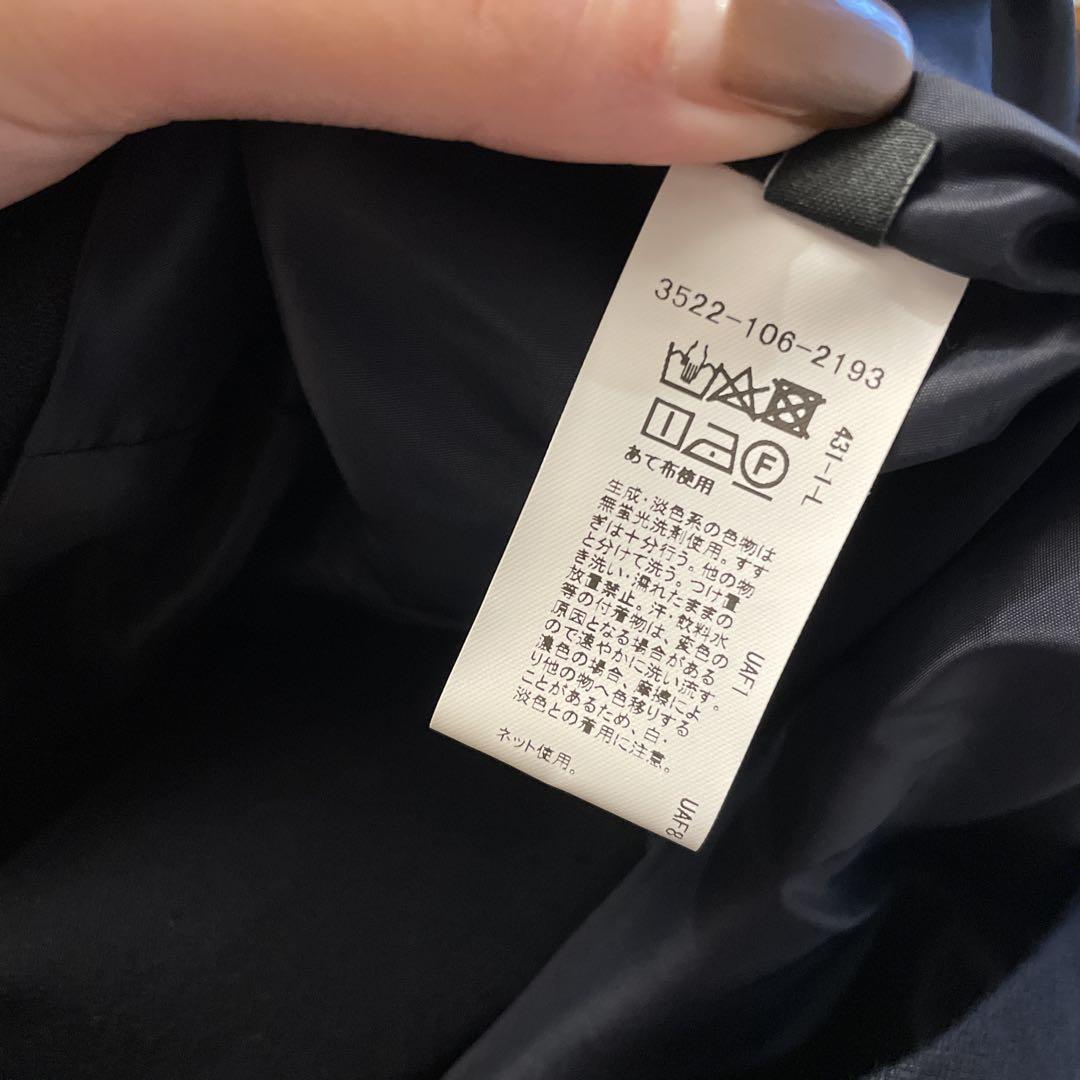 3522-106-2193
431-1-L
F
あて布使用
生成・淡色系の色物は
無蛍光洗剤使用。すす
ぎは十分行う。他の物
と分けて洗う。つけ置
き洗い・濡れたままの
放置禁止。汗・飲料水
等の付着物は、変色の
原因となる場合がある
ので速やかに洗い流す。
濃色の場合、摩擦によ
り他の物へ色移りする
ことがあるため、白・
淡色との着用に注意。
UAF1
ネット使用。
UAF8